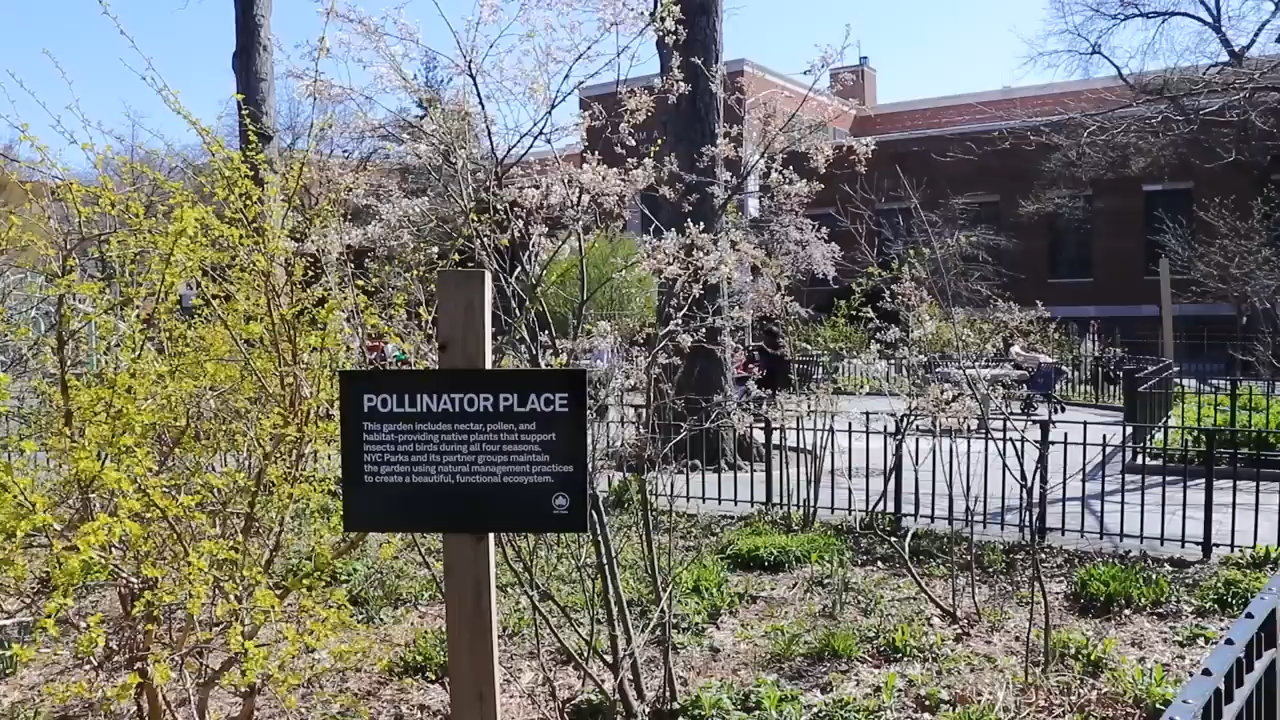 POLLINATOR PLACE
This garden includes nectar, pollen, and
habitat-providing native plants that support
insects and birds during all four seasons.
NYC Parks and its partner groups maintain
the garden using natural management practices
to create a beautiful, functional ecosystem.
NYC Parks